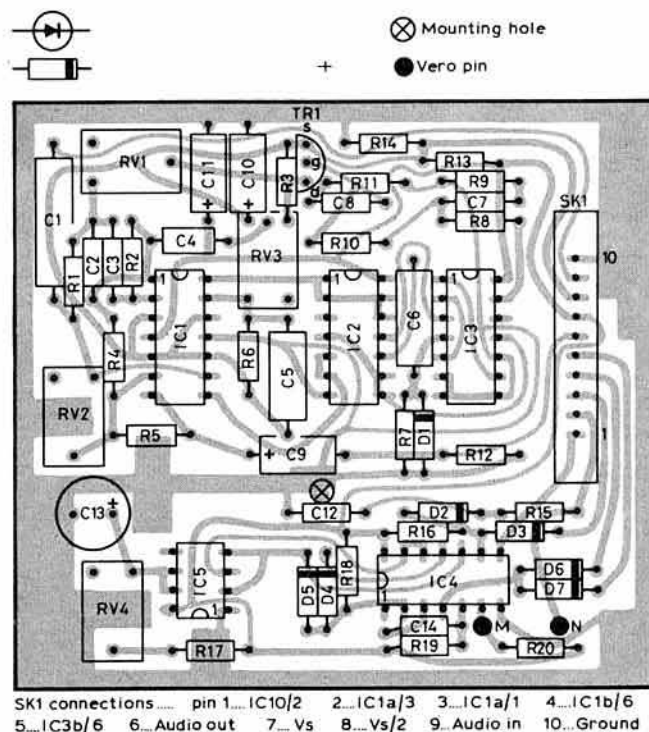 Mounting hole
+ Vero pin
TR1
s
g
d
R14
R13
R11
R9
C7
R8
SK1
C11
+
C10
+
R3
C8
R10
RV1
C1
C4
C2
C3
R2
R1
RV3
10
1
IC1
1
IC2
C6
1
IC3
R4
R6
C5
RV2
R5
+ C9
R7
D1
R12
1
C13
+
C12
D2
R15
R16
D3
IC5
1
RV4
D5
D4
R18
IC4
1
D6
D7
C14
R19
M
N
R20
R17
SK1 connections.... pin 1.... IC10/2 2....IC1a/3 3....IC1a/1 4....IC1b/6
5....IC3b/6 6....Audio out 7.... Vs 8....Vs/2 9....Audio in 10....Ground